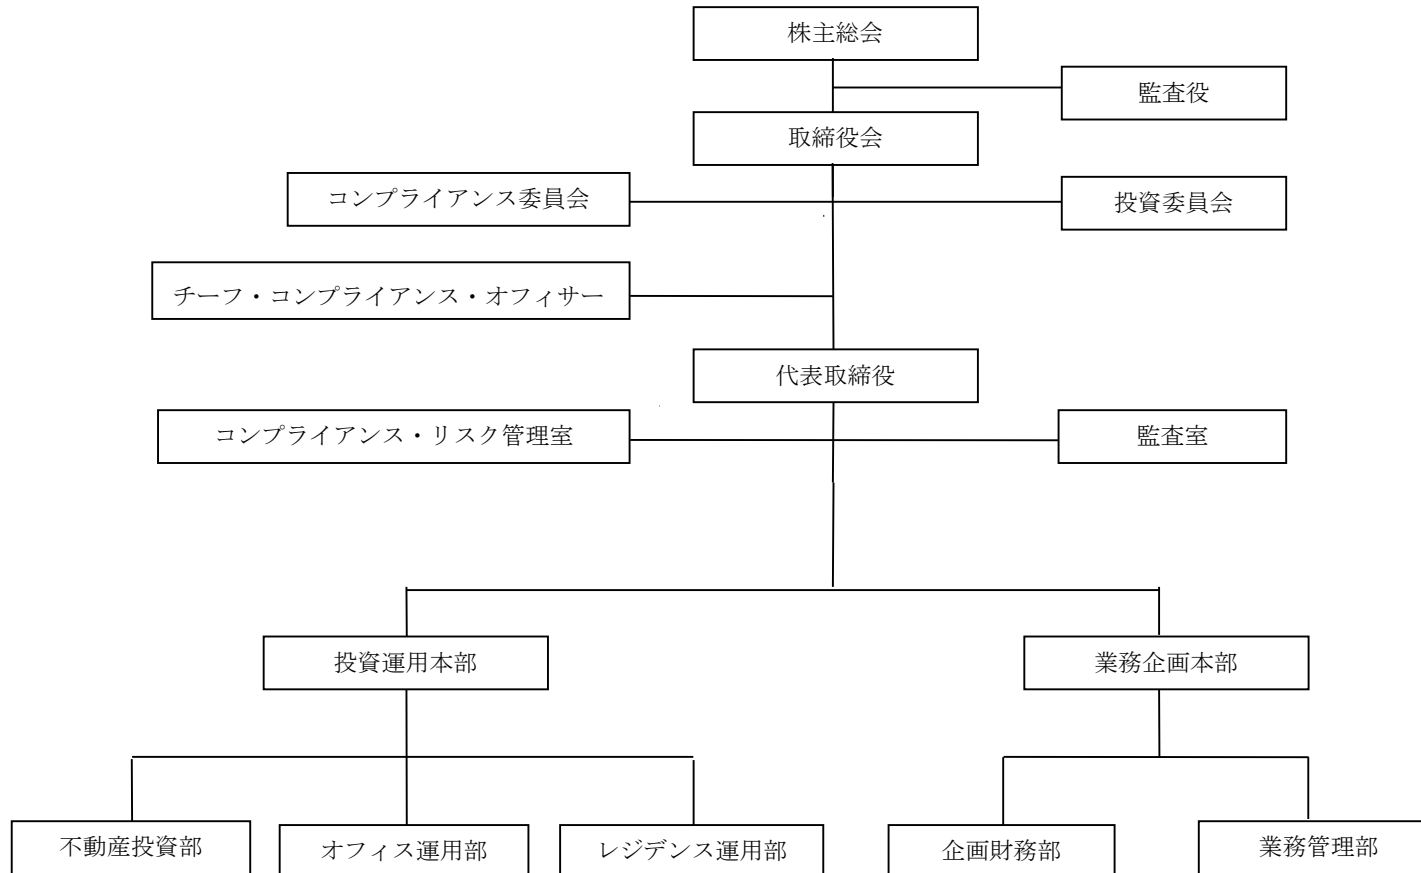 株主総会
監査役
取締役会
コンプライアンス委員会
投資委員会
チーフ・コンプライアンス・オフィサー
代表取締役
コンプライアンス・リスク管理室
監査室
投資運用本部
業務企画本部
不動産投資部
オフィス運用部
レジデンス運用部
企画財務部
業務管理部